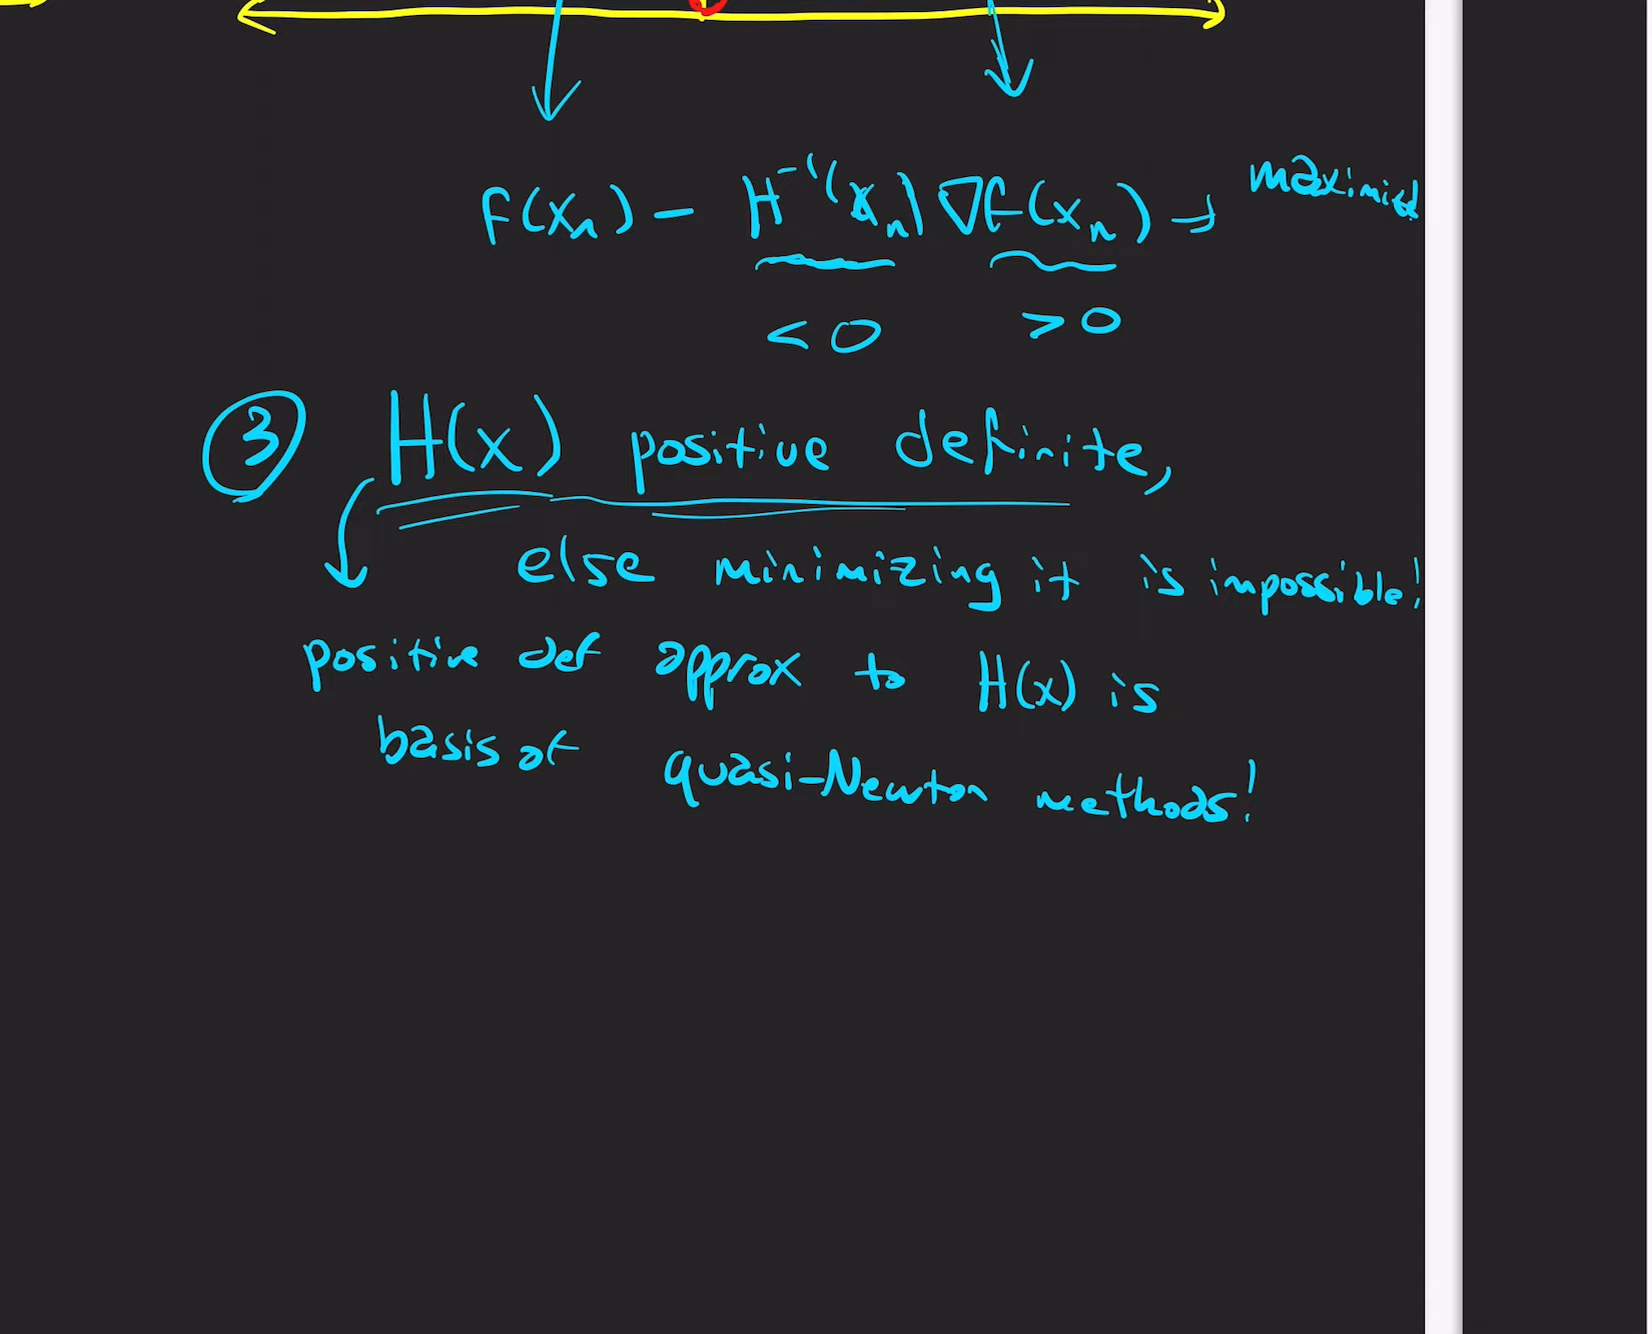 f(xₙ) - H⁻¹(xₙ) ∇f(xₙ) → maximized
< 0 > 0
③ H(x) positive definite,
else minimizing it is impossible!
positive def approx to H(x) is
basis of quasi-Newton methods!